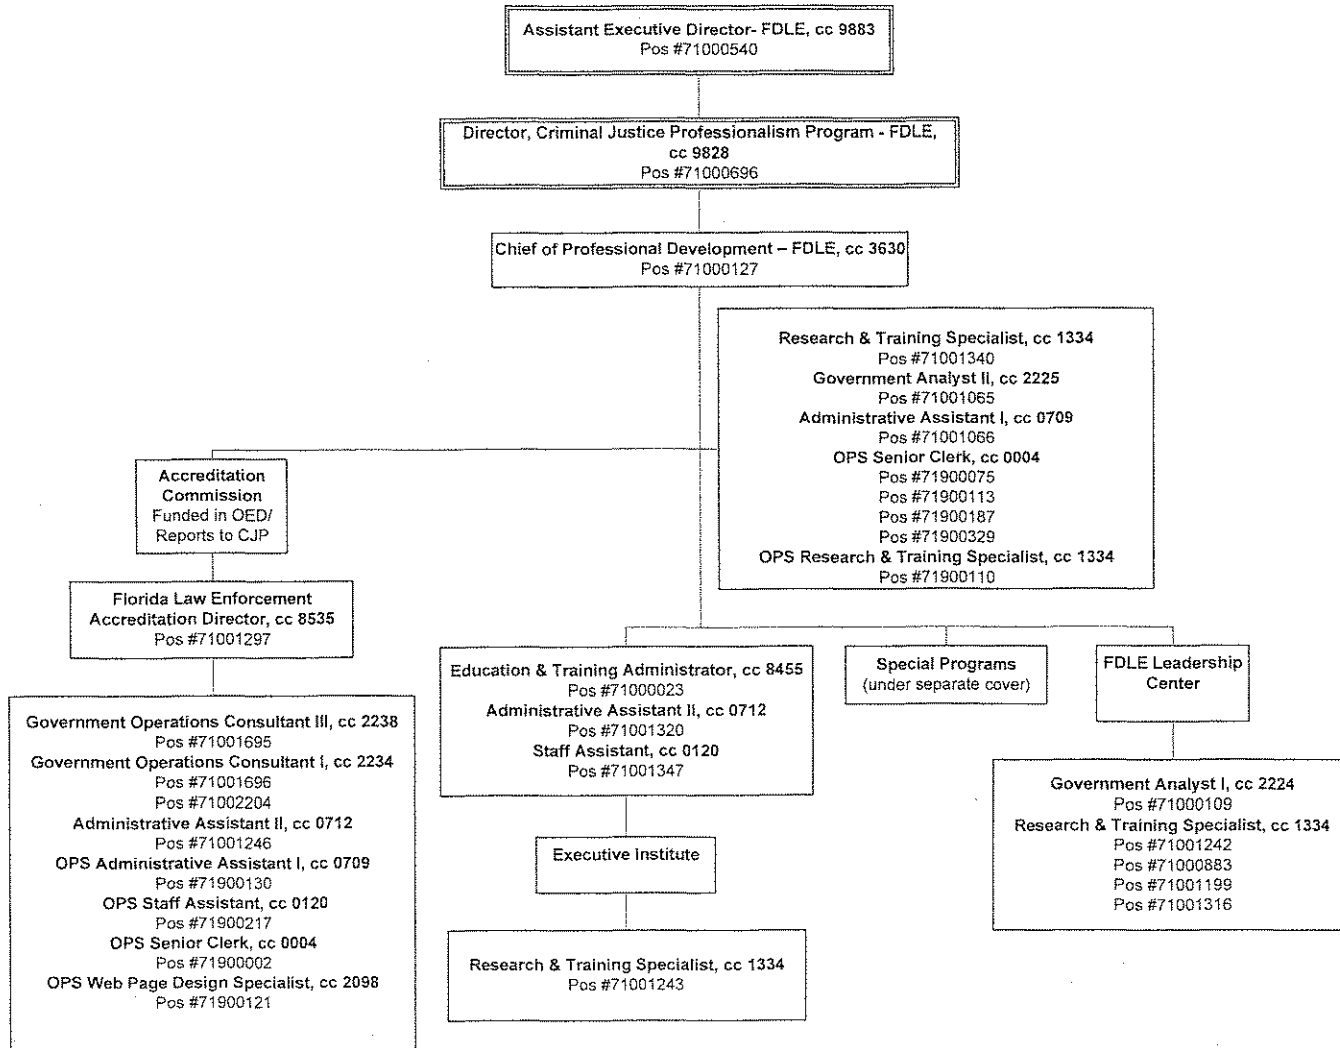 Assistant Executive Director- FDLE, cc 9883
Pos #71000540
Director, Criminal Justice Professionalism Program - FDLE,
cc 9828
Pos #71000696
Chief of Professional Development – FDLE, cc 3630
Pos #71000127
Research & Training Specialist, cc 1334
Pos #71001340
Government Analyst II, cc 2225
Pos #71001065
Administrative Assistant I, cc 0709
Pos #71001066
OPS Senior Clerk, cc 0004
Pos #71900075
Pos #71900113
Pos #71900187
Pos #71900329
OPS Research & Training Specialist, cc 1334
Pos #71900110
Accreditation
Commission
Funded in OED/
Reports to CJP
Florida Law Enforcement
Accreditation Director, cc 8535
Pos #71001297
Government Operations Consultant III, cc 2238
Pos #71001695
Government Operations Consultant I, cc 2234
Pos #71001696
Pos #71002204
Administrative Assistant II, cc 0712
Pos #71001246
OPS Administrative Assistant I, cc 0709
Pos #71900130
OPS Staff Assistant, cc 0120
Pos #71900217
OPS Senior Clerk, cc 0004
Pos #71900002
OPS Web Page Design Specialist, cc 2098
Pos #71900121
Education & Training Administrator, cc 8455
Pos #71000023
Administrative Assistant II, cc 0712
Pos #71001320
Staff Assistant, cc 0120
Pos #71001347
Executive Institute
Research & Training Specialist, cc 1334
Pos #71001243
Special Programs
(under separate cover)
FDLE Leadership
Center
Government Analyst I, cc 2224
Pos #71000109
Research & Training Specialist, cc 1334
Pos #71001242
Pos #71000883
Pos #71001199
Pos #71001316